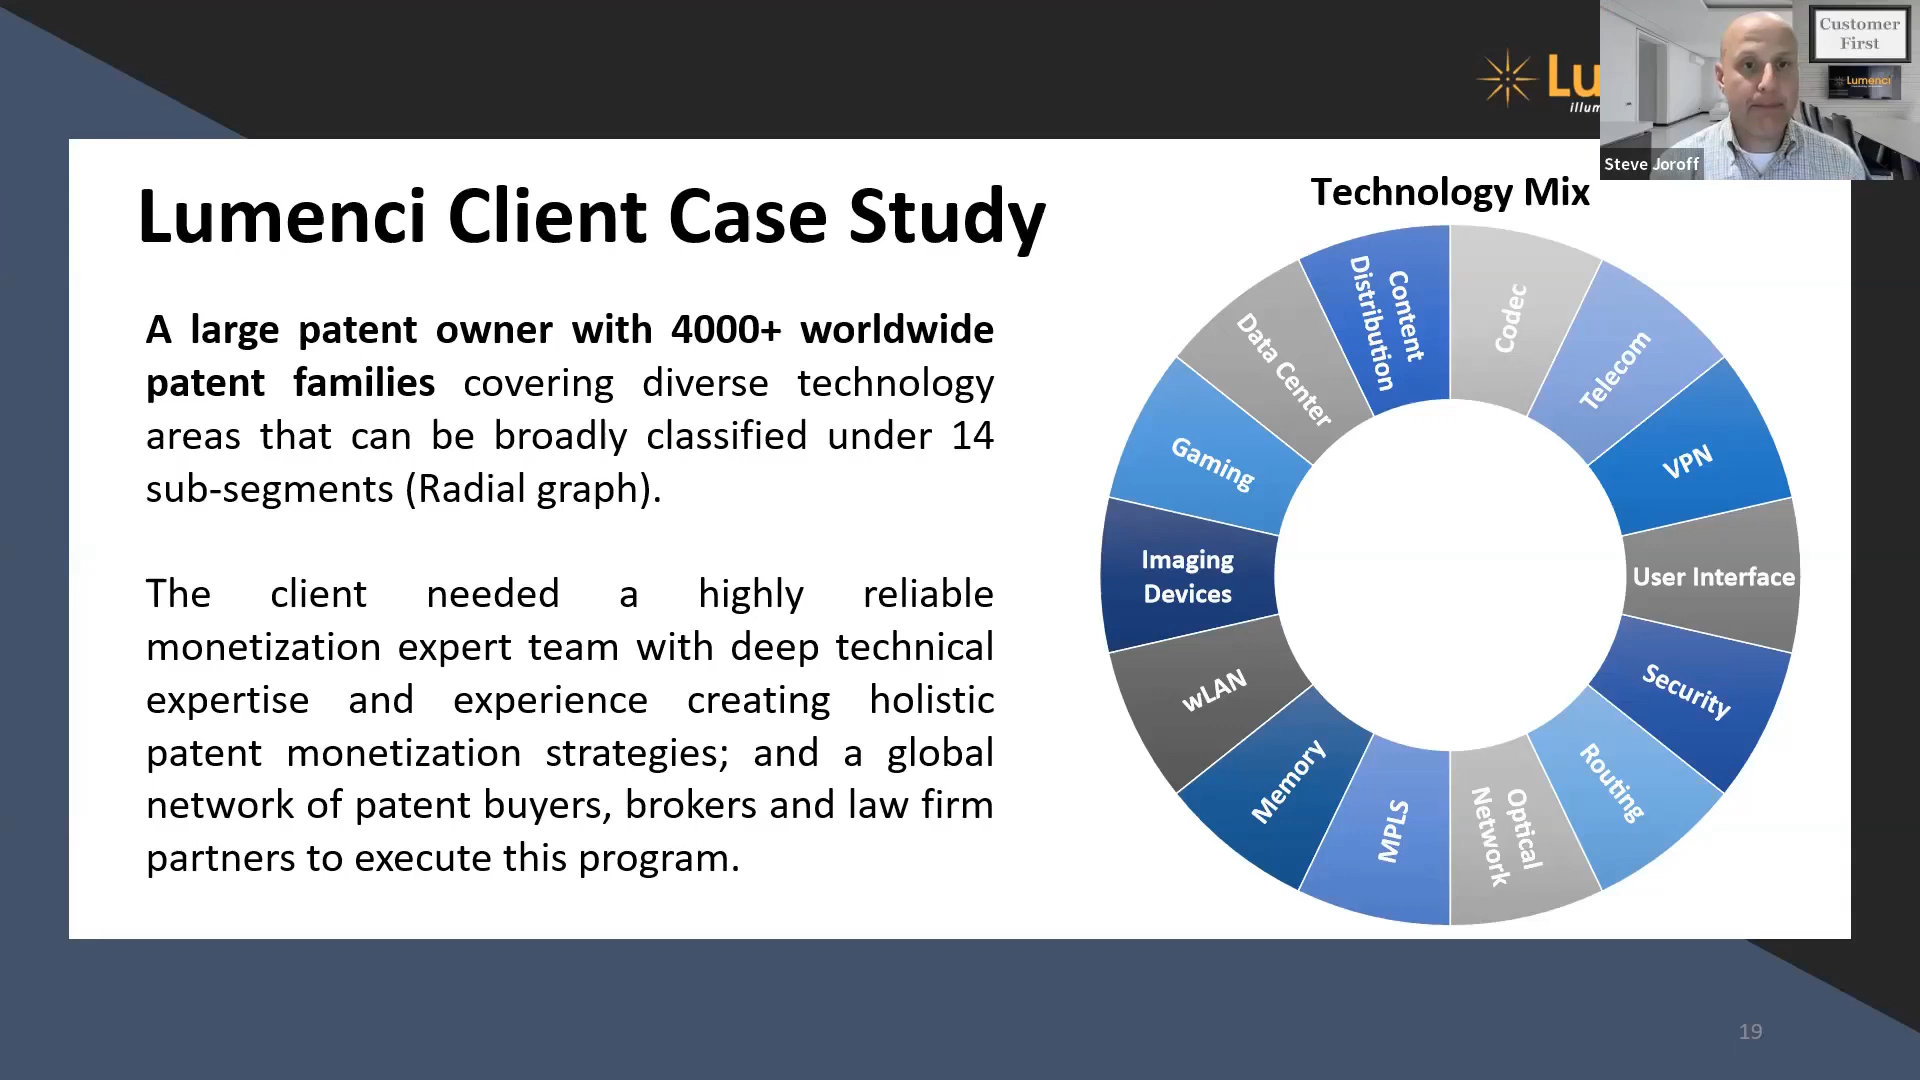 Lu
illum
Customer
First
Lumenci
Steve Joroff
Lumenci Client Case Study
A large patent owner with 4000+ worldwide
patent families covering diverse technology
areas that can be broadly classified under 14
sub-segments (Radial graph).
The client needed a highly reliable
monetization expert team with deep technical
expertise and experience creating holistic
patent monetization strategies; and a global
network of patent buyers, brokers and law firm
partners to execute this program.
Technology Mix
Codec
Telecom
VPN
User Interface
Security
Routing
Optical
Network
MPLS
Memory
wLAN
Imaging
Devices
Gaming
Data Center
Content
Distribution
19